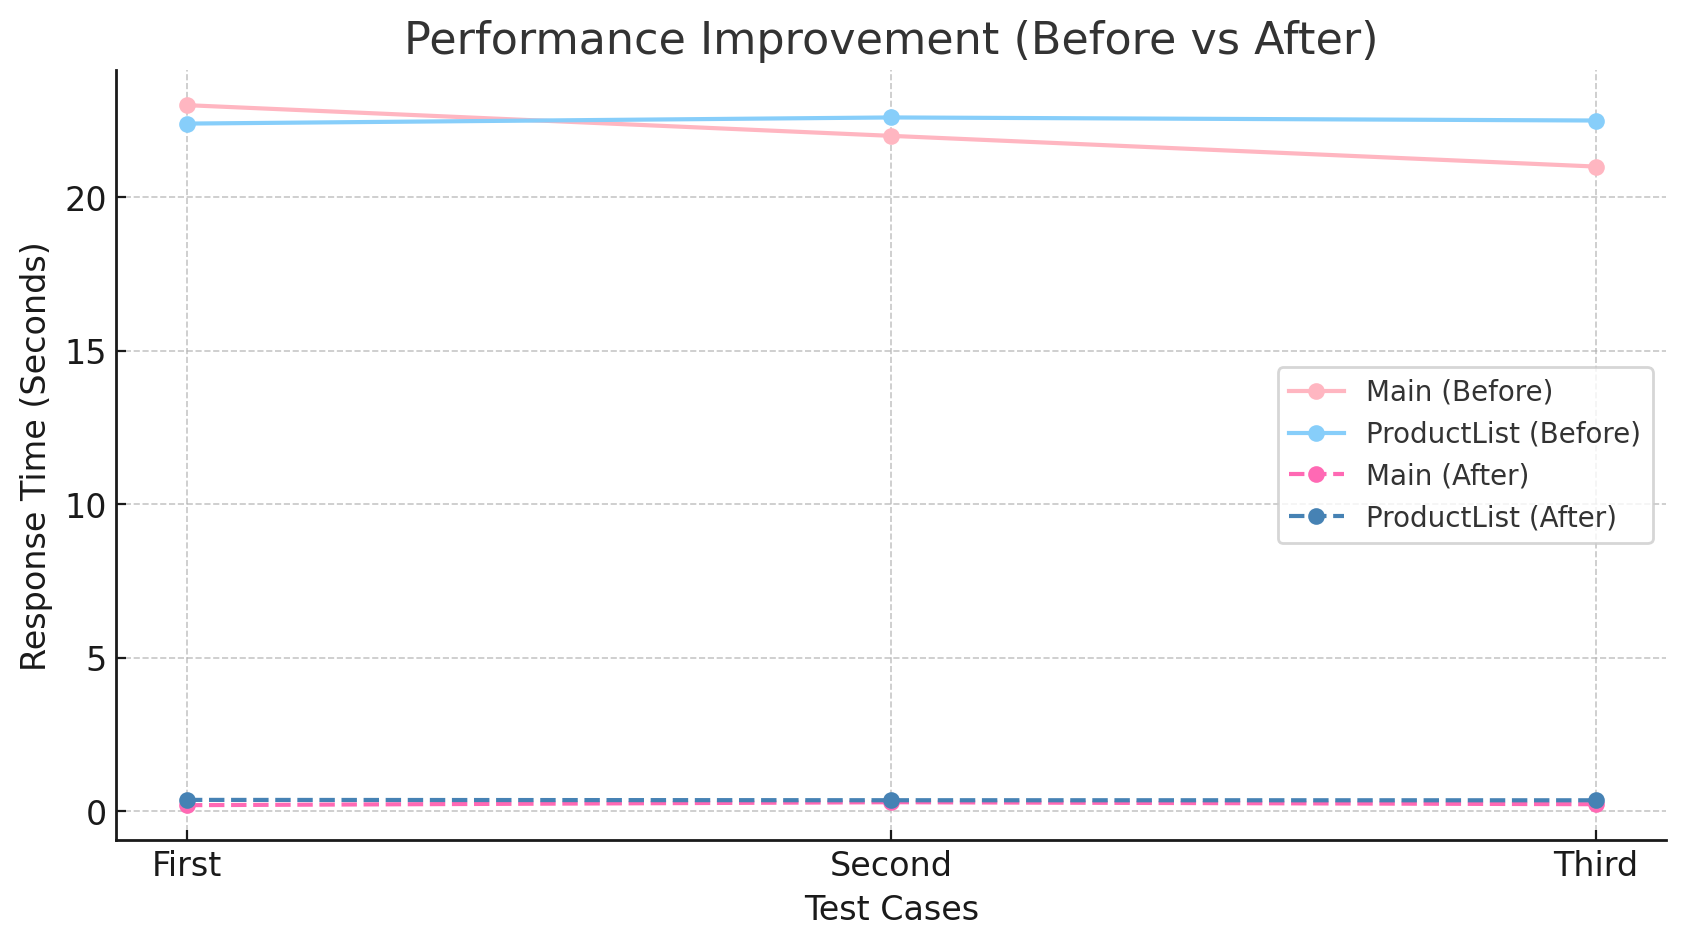 Performance Improvement (Before vs After)
Response Time (Seconds)
20
15
10
5
0
Main (Before)
ProductList (Before)
Main (After)
ProductList (After)
First
Second
Third
Test Cases